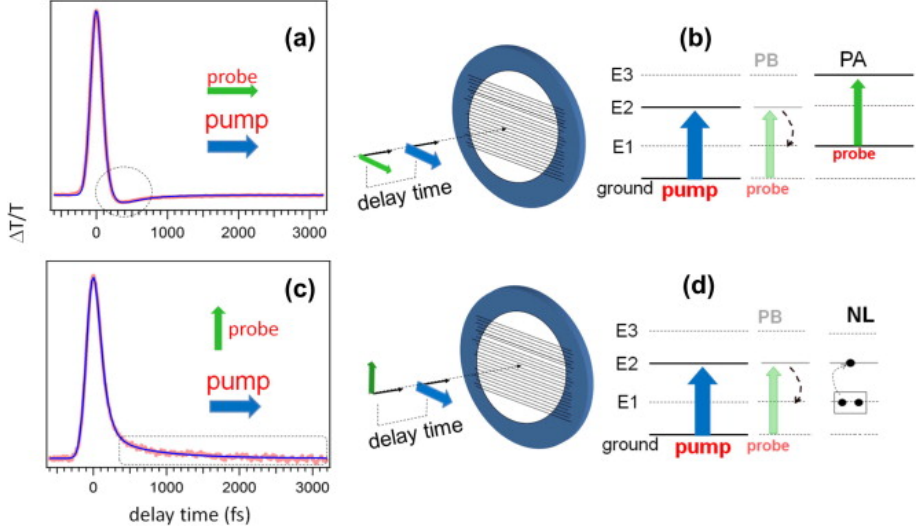 (a)
probe
pump
0
1000
2000
3000
ΔT/T
delay time
(b)
PB
PA
E3
E2
E1
ground
pump
probe
probe
(c)
probe
pump
0
1000
2000
3000
delay time (fs)
delay time
(d)
PB
NL
E3
E2
E1
ground
pump
probe